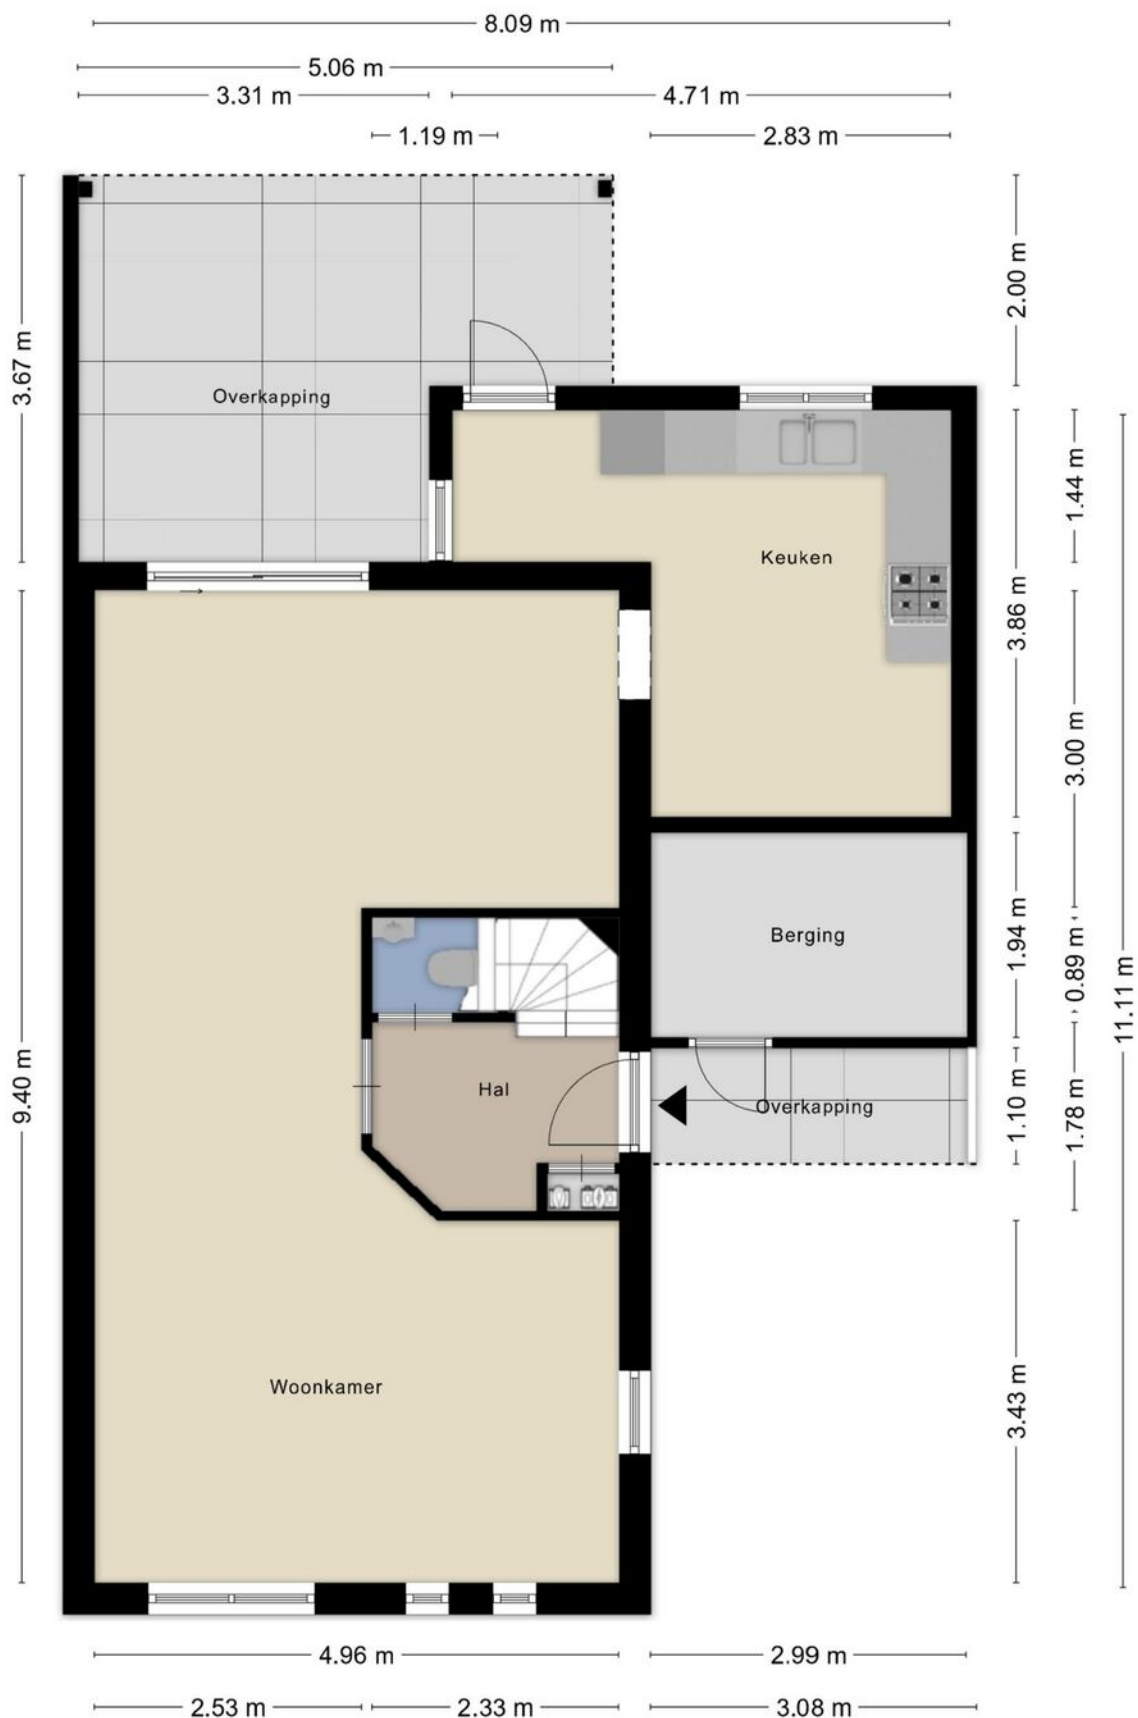 8.09 m
5.06 m
3.31 m
4.71 m
1.19 m
2.83 m
2.00 m
3.67 m
Overkapping
1.44 m
Keuken
3.86 m
3.00 m
Berging
1.94 m
0.89 m
11.11 m
9.40 m
Hal
Overkapping
1.10 m
1.78 m
Woonkamer
3.43 m
4.96 m
2.99 m
2.53 m
2.33 m
3.08 m